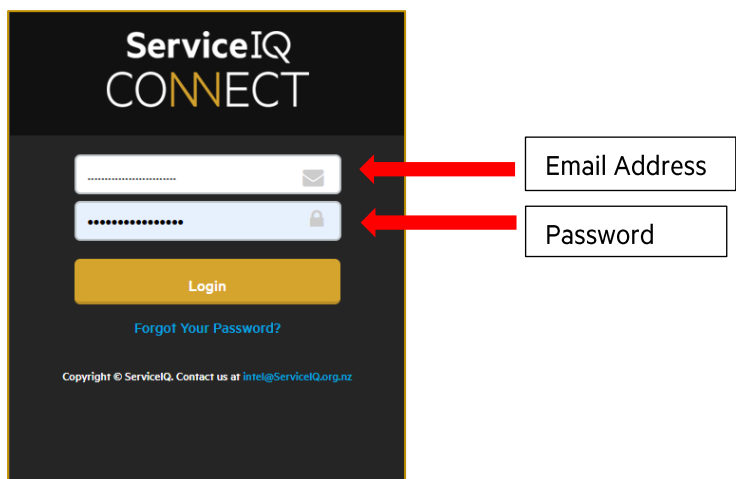 ServiceIQ
CONNECT
Email Address
Password
Login
Forgot Your Password?
Copyright © ServiceIQ. Contact us at intel@ServiceIQ.org.nz